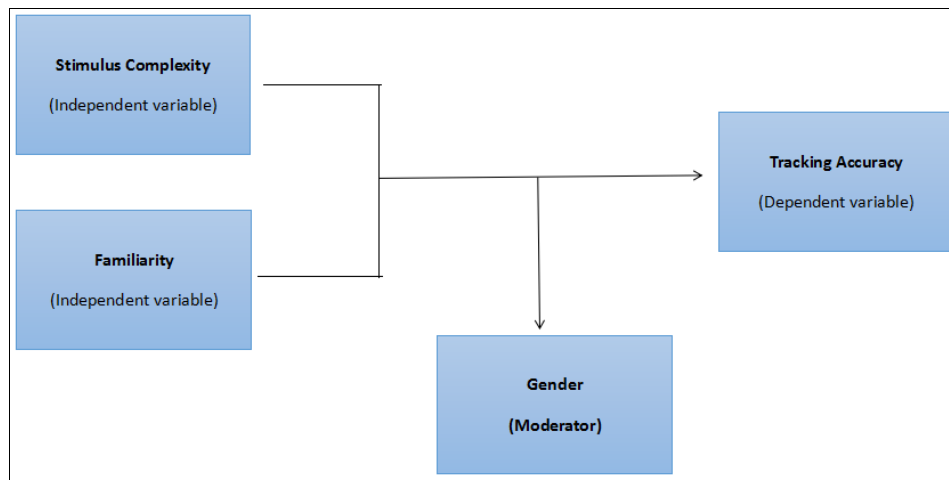 Stimulus Complexity
(Independent variable)
Tracking Accuracy
(Dependent variable)
Familiarity
(Independent variable)
Gender
(Moderator)